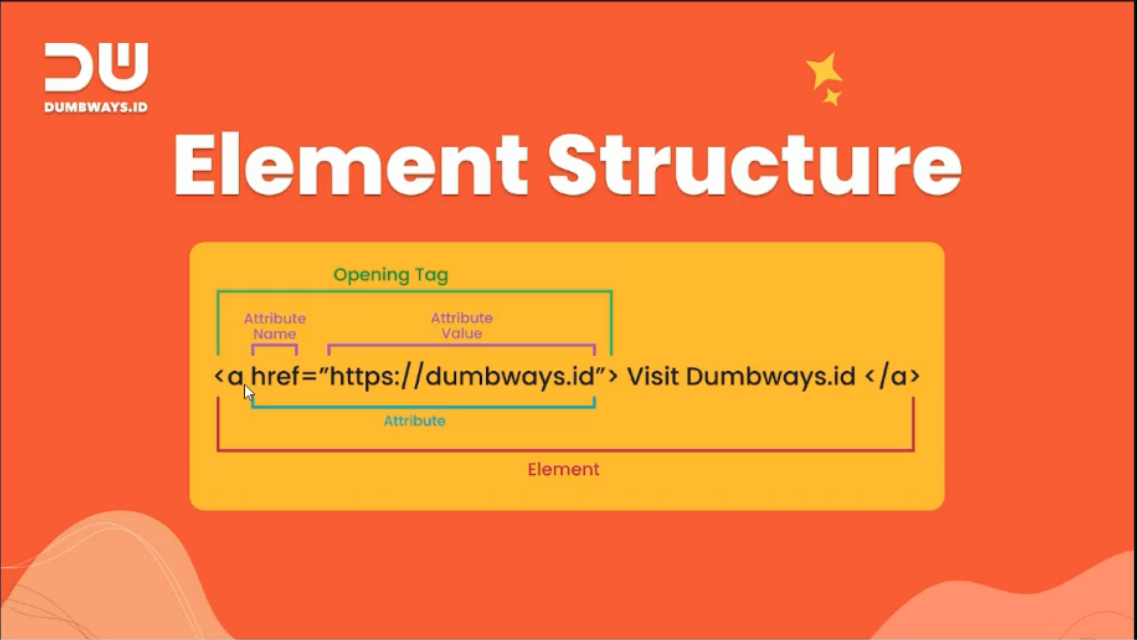 DUMBWAYS.ID
Element Structure
Opening Tag
Attribute
Name
Attribute
Value
<a href=”https://dumbways.id”> Visit Dumbways.id </a>
Attribute
Element